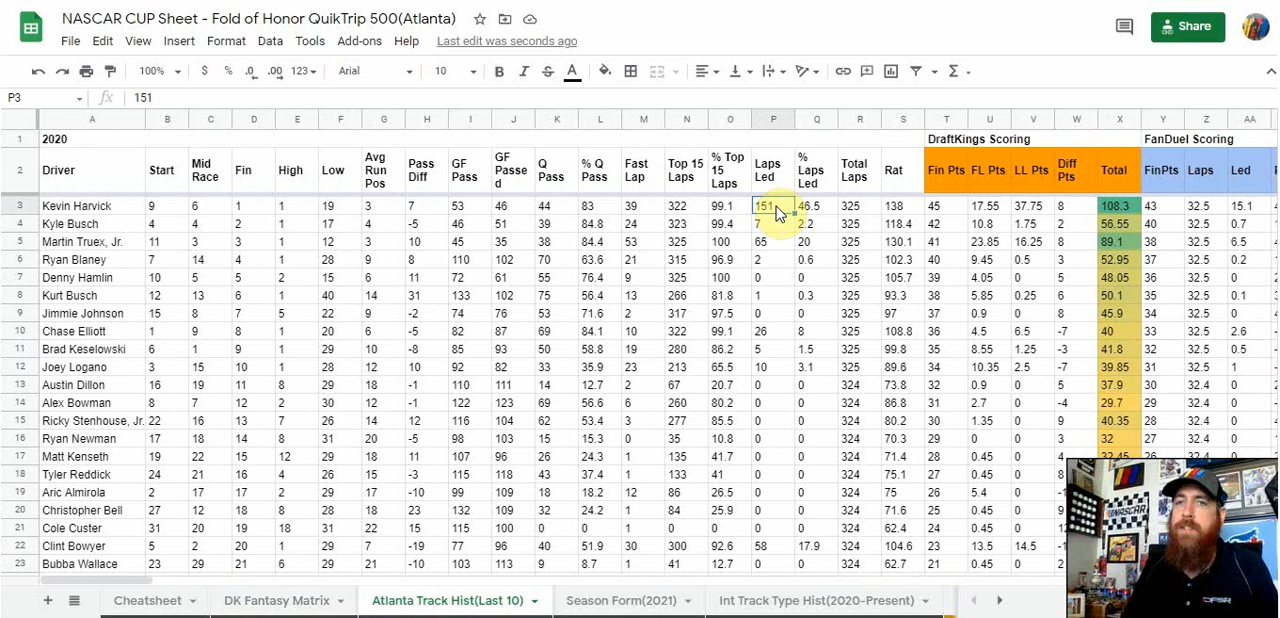 NASCAR CUP Sheet - Fold of Honor QuikTrip 500(Atlanta)
File Edit View Insert Format Data Tools Add-ons Help Last edit was seconds ago
Share
100% $ % .0 .00 123 Arial 10 B I S A
P3 fx 151
A B C D E F G H I J K L M N O P Q R S T U V W X Y Z AA
1 2020 DraftKings Scoring FanDuel Scoring
2 Driver Start Mid Race Fin High Low Avg Run Pos Pass Diff GF Pass GF Passe d Q Pass % Q Pass Fast Lap Top 15 Laps % Top 15 Laps Laps Led % Laps Led Total Laps Rat Fin Pts FL Pts LL Pts Diff Pts Total FinPts Laps Led
3 Kevin Harvick 9 6 1 1 19 3 7 53 46 44 83 39 322 99.1 151 46.5 325 138 45 17.55 37.75 8 108.3 43 32.5 15.1
4 Kyle Busch 4 4 2 1 17 4 -5 46 51 39 84.8 24 323 99.4 7 2.2 325 118.4 42 10.8 1.75 2 56.55 40 32.5 0.7
5 Martin Truex, Jr. 11 3 3 1 12 3 10 45 35 38 84.4 53 325 100 65 20 325 130.1 41 23.85 16.25 8 89.1 38 32.5 6.5
6 Ryan Blaney 7 14 4 1 28 9 8 110 102 70 63.6 21 315 96.9 2 0.6 325 102.3 40 9.45 0.5 3 52.95 37 32.5 0.2
7 Denny Hamlin 10 5 5 2 15 6 11 72 61 55 76.4 9 325 100 0 0 325 105.7 39 4.05 0 5 48.05 36 32.5 0
8 Kurt Busch 12 13 6 1 40 14 31 133 102 75 56.4 13 266 81.8 1 0.3 325 93.3 38 5.85 0.25 6 50.1 35 32.5 0.1
9 Jimmie Johnson 15 8 7 5 22 9 -2 74 76 53 71.6 2 317 97.5 0 0 325 97 37 0.9 0 8 45.9 34 32.5 0
10 Chase Elliott 1 9 8 1 20 6 -5 82 87 69 84.1 10 322 99.1 26 8 325 108.8 36 4.5 6.5 -7 40 33 32.5 2.6
11 Brad Keselowski 6 1 9 1 29 10 -8 85 93 50 58.8 19 280 86.2 5 1.5 325 99.8 35 8.55 1.25 -3 41.8 32 32.5 0.5
12 Joey Logano 3 15 10 1 28 12 10 92 82 33 35.9 23 213 65.5 10 3.1 325 89.6 34 10.35 2.5 -7 39.85 31 32.5 1
13 Austin Dillon 16 19 11 8 29 18 -1 110 111 14 12.7 2 67 20.7 0 0 324 73.8 32 0.9 0 5 37.9 30 32.4 0
14 Alex Bowman 8 7 12 2 30 12 -1 122 123 69 56.6 6 260 80.2 0 0 324 86.8 31 2.7 0 -4 29.7 28 32.4 0
15 Ricky Stenhouse, Jr. 22 16 13 7 28 14 12 116 104 62 53.4 3 277 85.5 0 0 324 80.2 30 1.35 0 9 40.35 28 32.4 0
16 Ryan Newman 17 18 14 8 31 20 -5 98 103 15 15.3 0 35 10.8 0 0 324 70.3 29 0 0 3 32 27 32.4 0
17 Matt Kenseth 19 22 15 12 29 18 11 107 96 26 24.3 1 135 41.7 0 0 324 71.4 28 0.45 0 4 32.45 26 32.4 0
18 Tyler Reddick 24 21 16 4 26 15 5 115 110 43 37.4 1 133 41 0 0 324 75.1 27 0.45 0 8
19 Aric Almirola 2 17 17 2 29 17 -10 99 109 18 18.2 12 86 26.5 0 0 324 75 26 5.4 0
20 Christopher Bell 27 12 18 8 28 18 23 132 109 32 24.2 1 84 25.9 0 0 324 71.6 25 0.45 0 9
21 Cole Custer 31 20 19 18 31 22 0 115 115 0 0 1 0 0 0 0 324 62.4 24 0.45 0
22 Clint Bowyer 5 2 20 1 29 7 -19 77 96 40 51.9 30 300 92.6 58 17.9 324 104.6 23 13.5 14.5
23 Bubba Wallace 23 29 21 6 29 21 -10 103 113 9 8.7 1 41 12.7 0 0 324 62.7 21 0.45 0
Cheatsheet DK Fantasy Matrix Atlanta Track Hist(Last 10) Season Form(2021) Int Track Type Hist(2020-Present)
NASCAR
DFSR